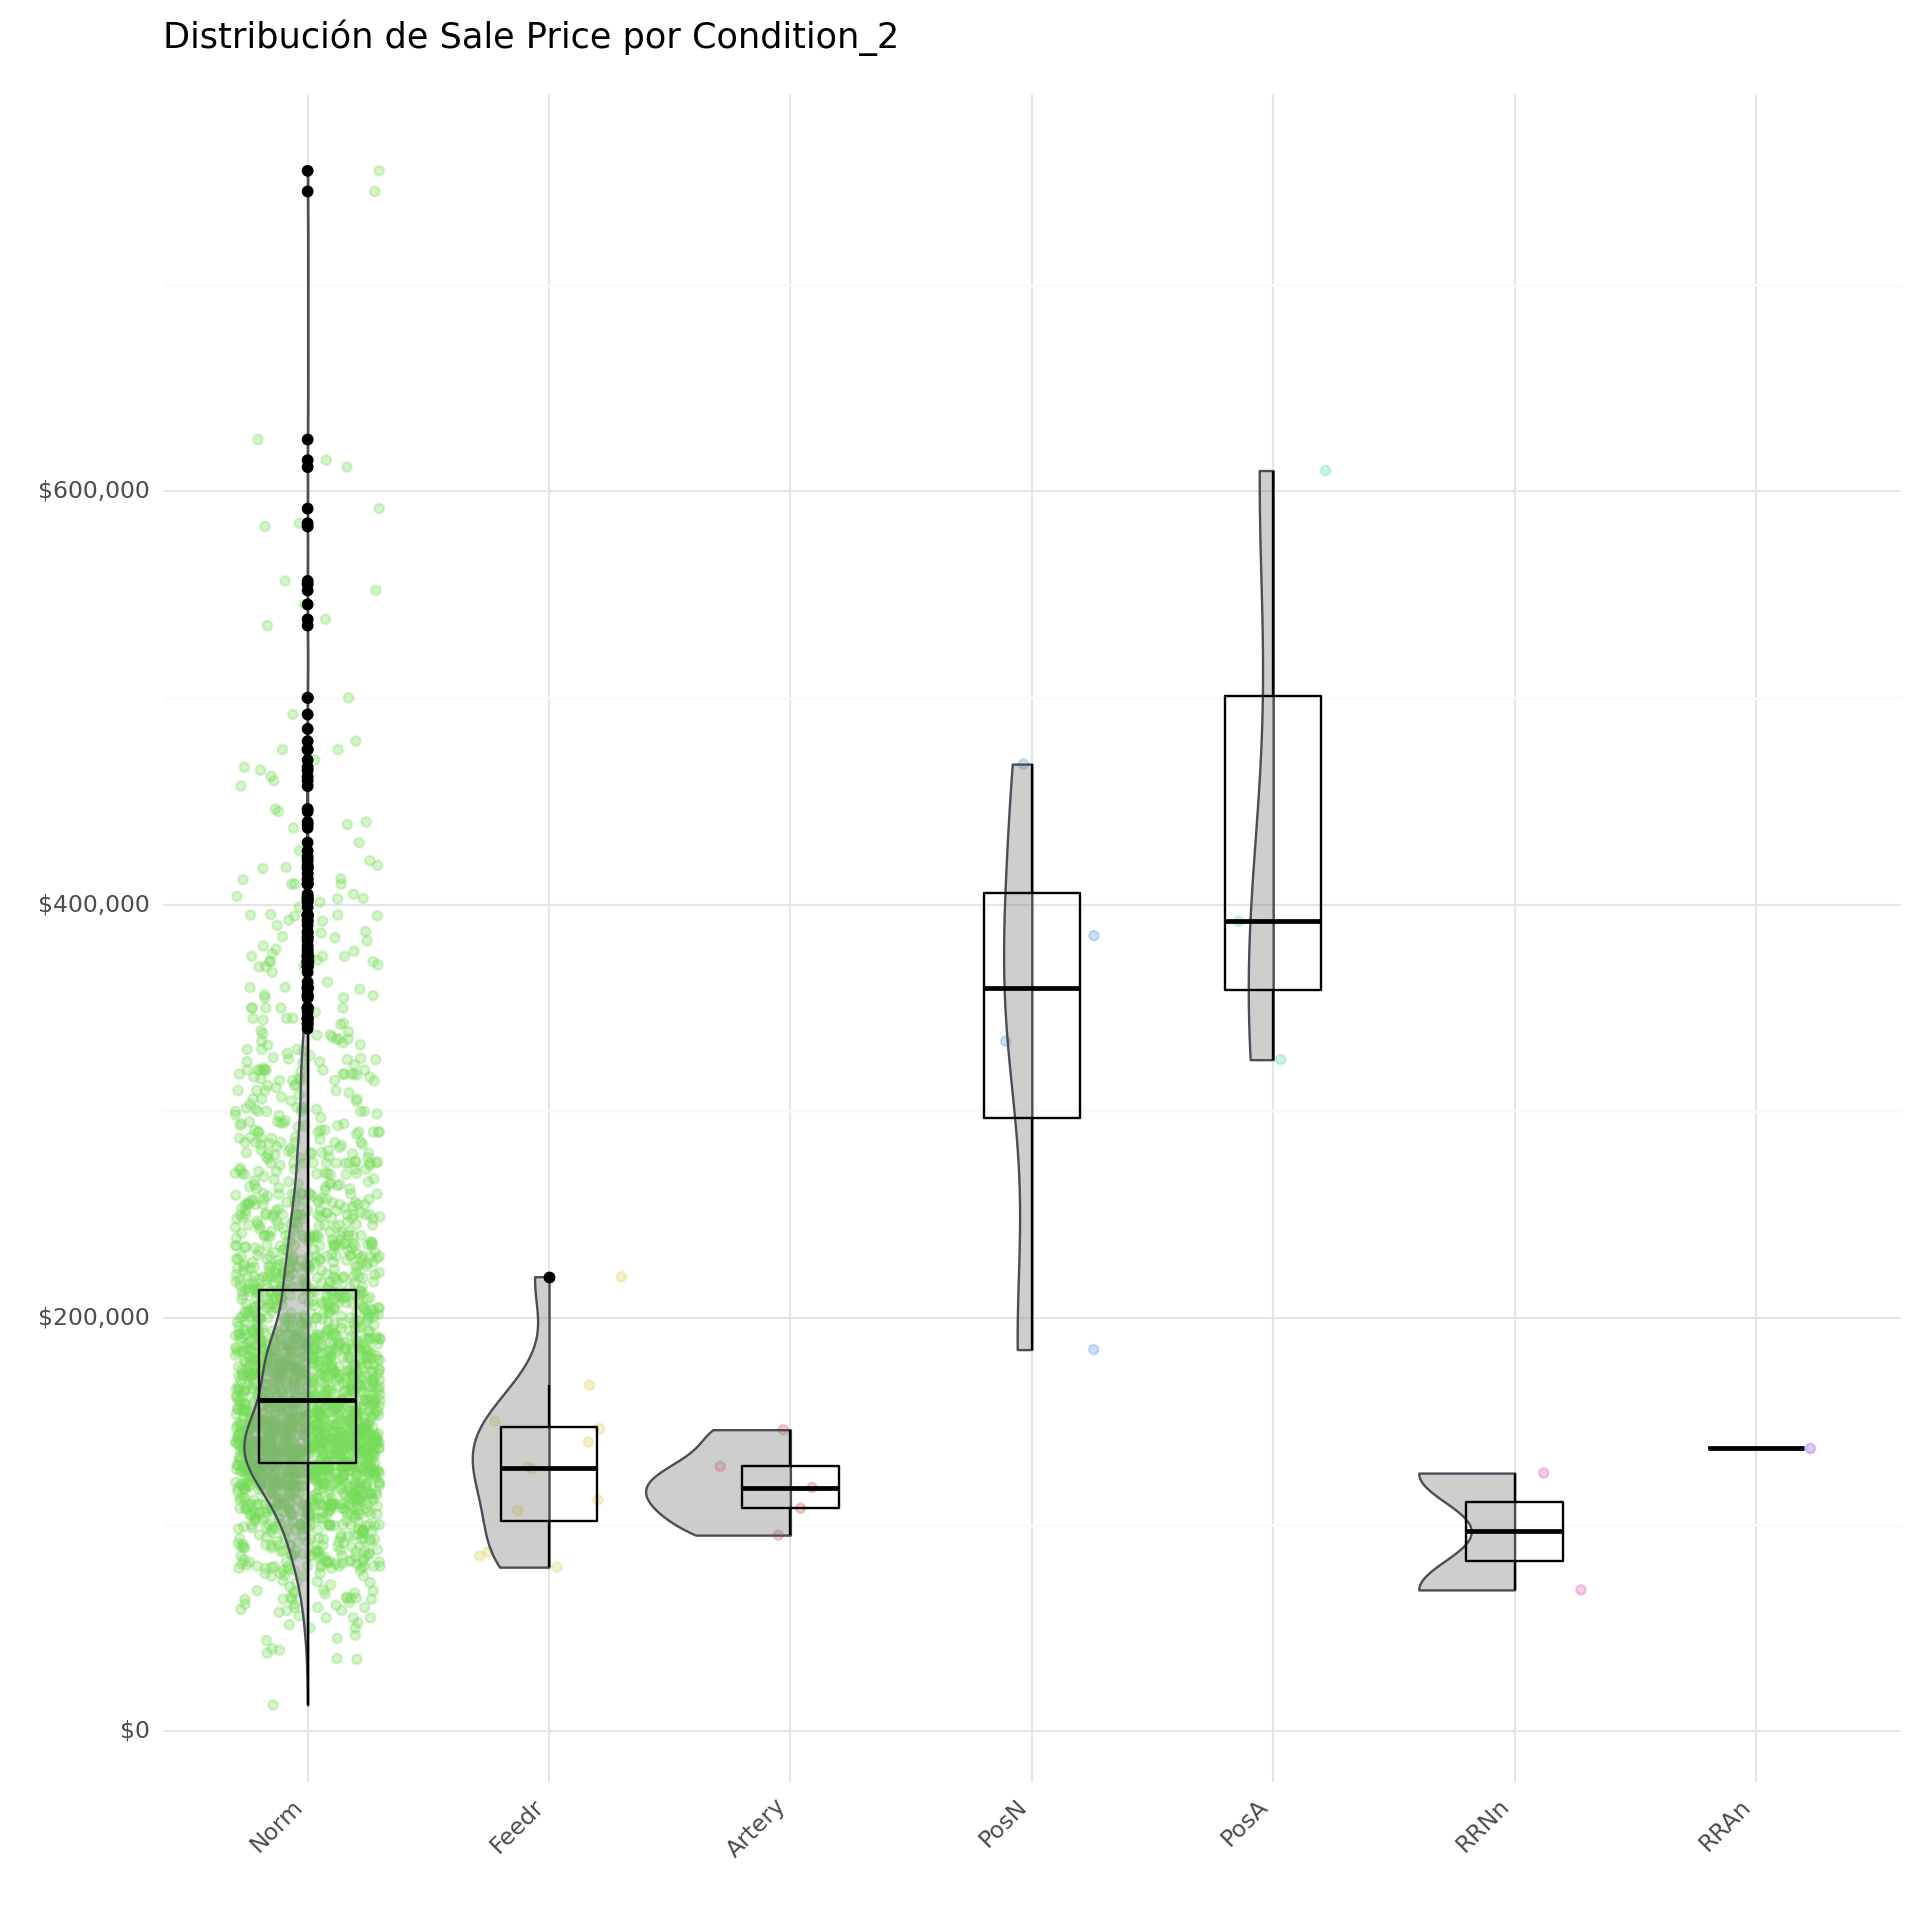 Distribución de Sale Price por Condition_2
$600,000
$400,000
$200,000
$0
Norm
Feedr
Artery
PosN
PosA
RRNn
RRAn